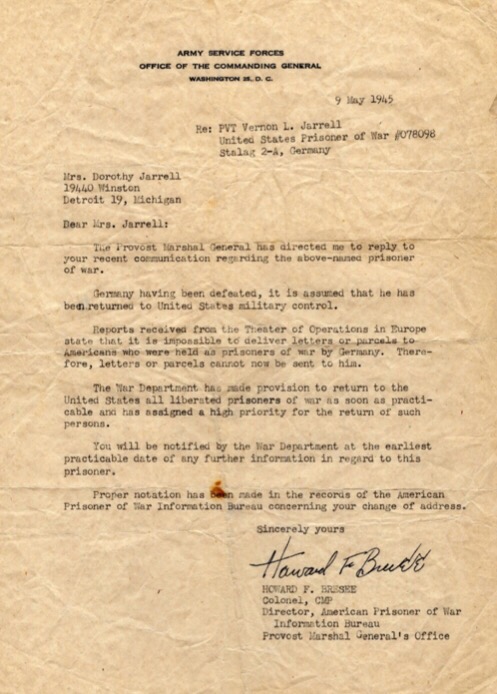 ARMY SERVICE FORCES
OFFICE OF THE COMMANDING GENERAL
WASHINGTON 25, D. C.
9 May 1945
Re: PVT Vernon L. Jarrell
United States Prisoner of War #078098
Stalag 2-A, Germany
Mrs. Dorothy Jarrell
19440 Winston
Detroit 19, Michigan
Dear Mrs. Jarrell:
The Provost Marshal General has directed me to reply to
your recent communication regarding the above-named prisoner
of war.
Germany having been defeated, it is assumed that he has
been returned to United States military control.
Reports received from the Theater of Operations in Europe
state that it is impossible to deliver letters or parcels to
Americans who were held as prisoners of war by Germany. There-
fore, letters or parcels cannot now be sent to him.
The War Department has made provision to return to the
United States all liberated prisoners of war as soon as practi-
cable and has assigned a high priority for the return of such
persons.
You will be notified by the War Department at the earliest
practicable date of any further information in regard to this
prisoner.
Proper notation has been made in the records of the American
Prisoner of War Information Bureau concerning your change of address.
Sincerely yours
Howard F Bresee
HOWARD F. BRESEE
Colonel, CMP
Director, American Prisoner of War
Information Bureau
Provost Marshal General's Office